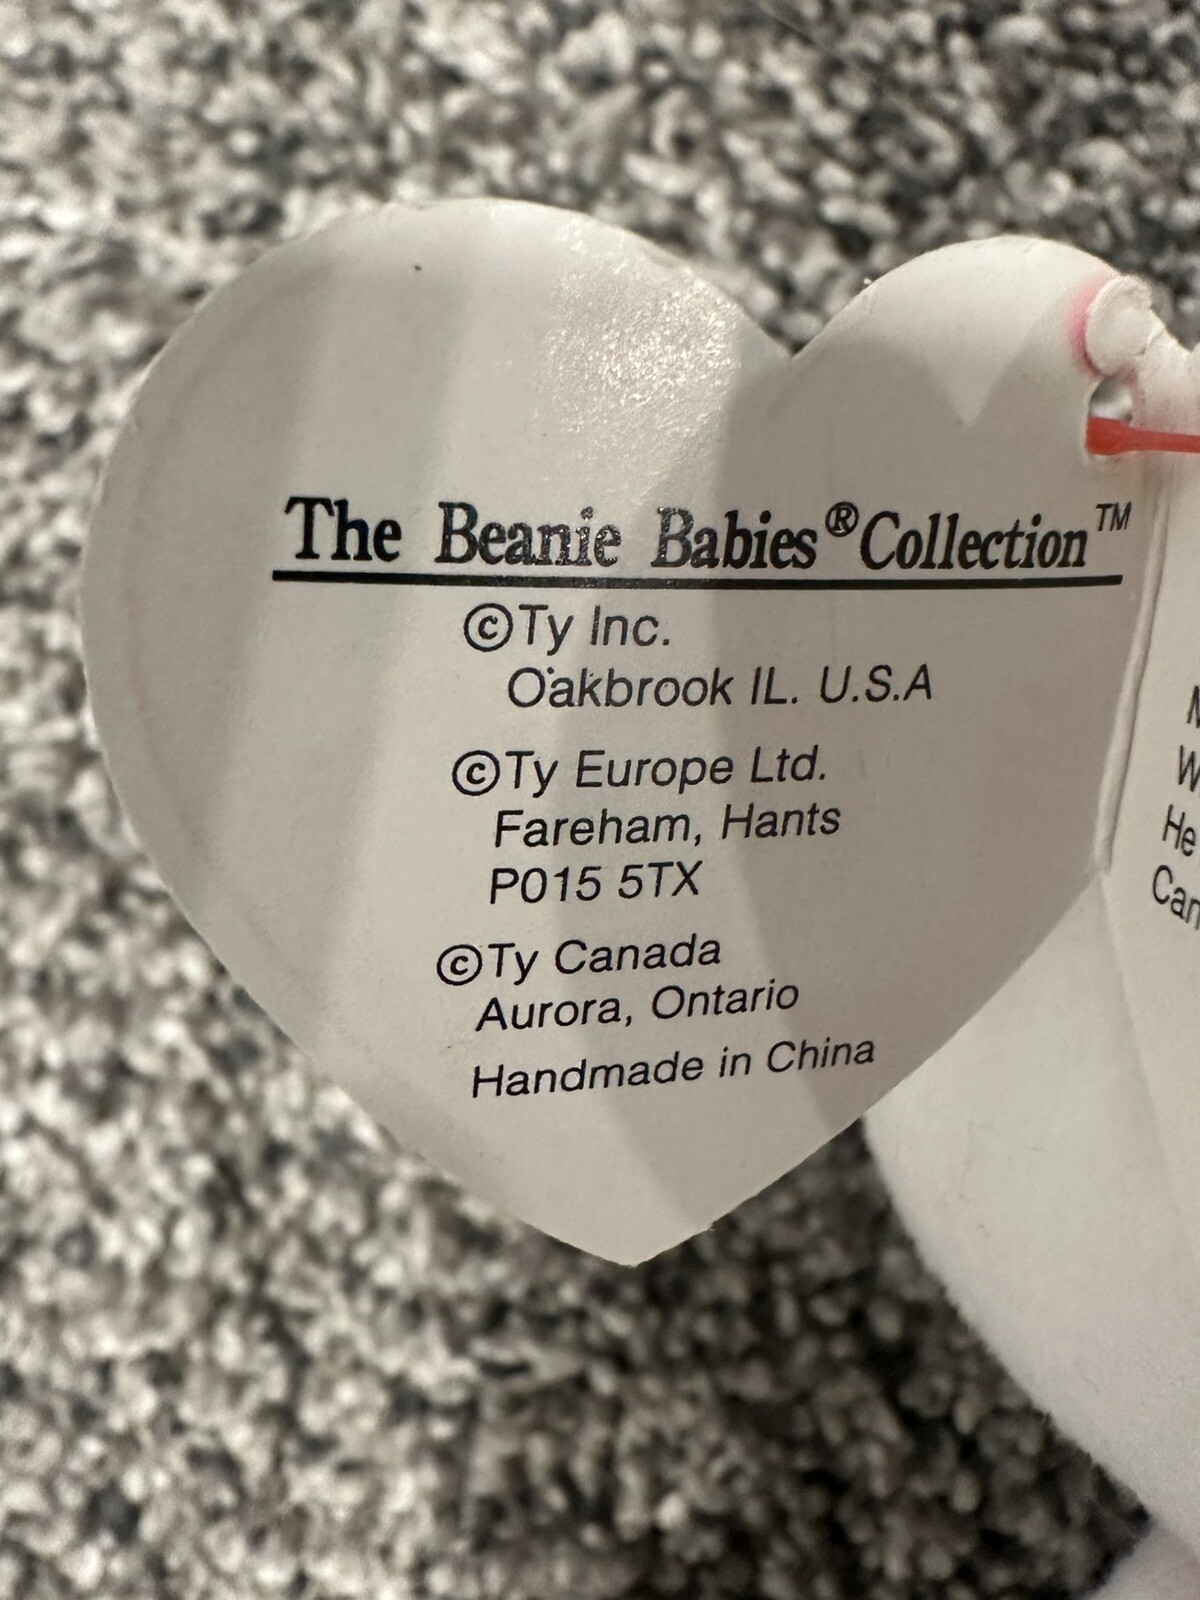 The Beanie Babies®Collection™
©Ty Inc.
Oakbrook IL. U.S.A
©Ty Europe Ltd.
Fareham, Hants
P015 5TX
©Ty Canada
Aurora, Ontario
Handmade in China
He